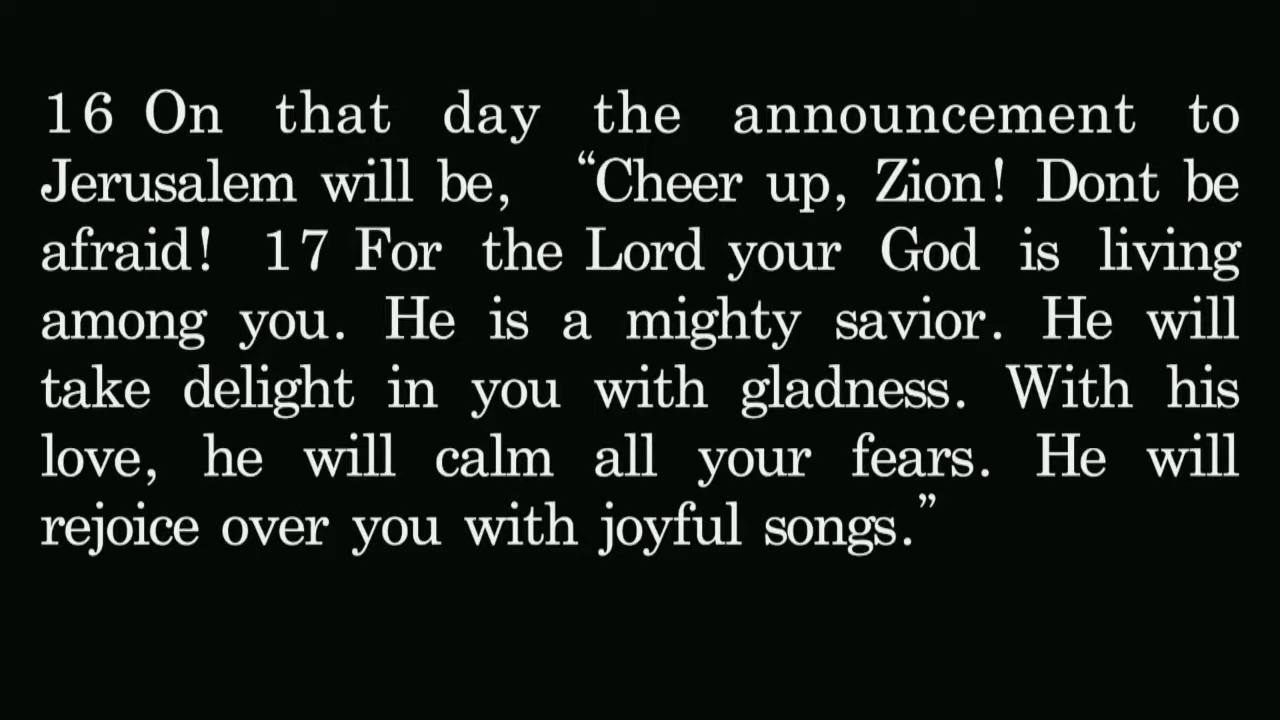 16 On that day the announcement to
Jerusalem will be, “Cheer up, Zion! Dont be
afraid! 17 For the Lord your God is living
among you. He is a mighty savior. He will
take delight in you with gladness. With his
love, he will calm all your fears. He will
rejoice over you with joyful songs.”